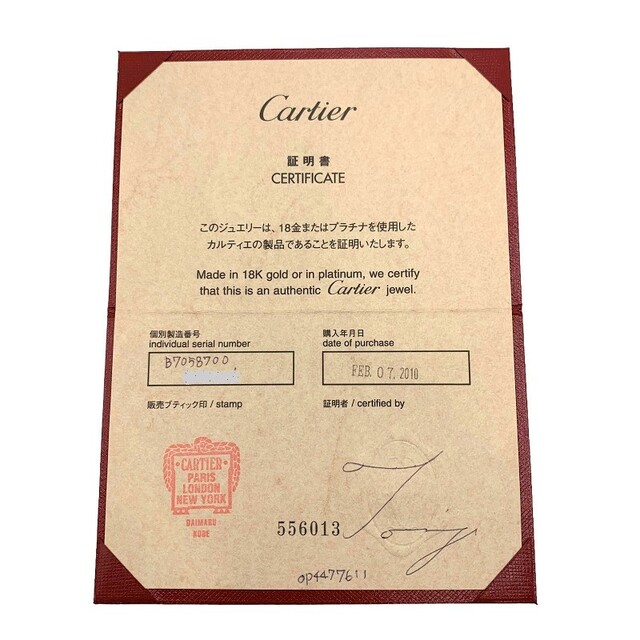 Cartier
証明書
CERTIFICATE
このジュエリーは、18金またはプラチナを使用した
カルティエの製品であることを証明いたします。
Made in 18K gold or in platinum, we certify
that this is an authentic Cartier jewel.
個別製造番号
individual serial number
B7058700
購入年月日
date of purchase
FEB. 07. 2010
販売ブティック印 / stamp
証明者 / certified by
CARTIER
PARIS
LONDON
NEW YORK
DAIMARU
KOBE
556013
OP4477611